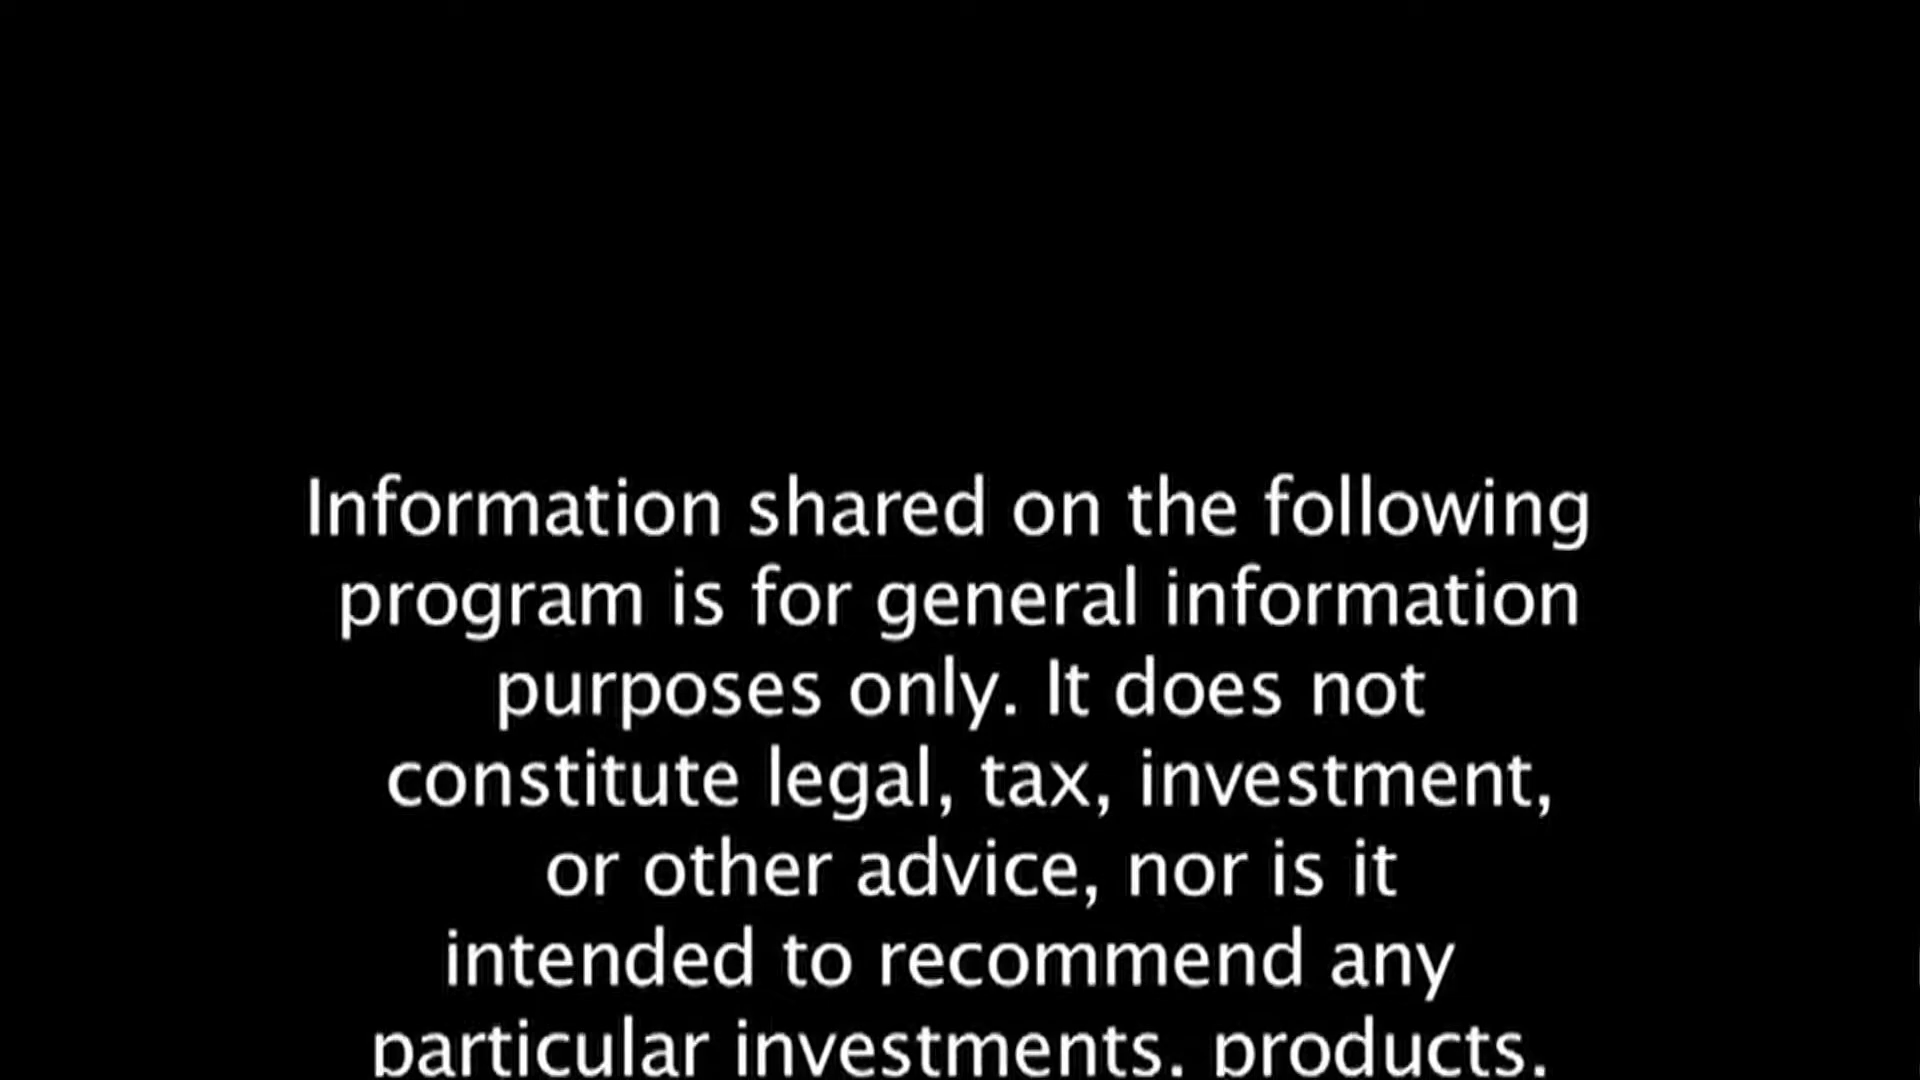 Information shared on the following
program is for general information
purposes only. It does not
constitute legal, tax, investment,
or other advice, nor is it
intended to recommend any
particular investments, products,